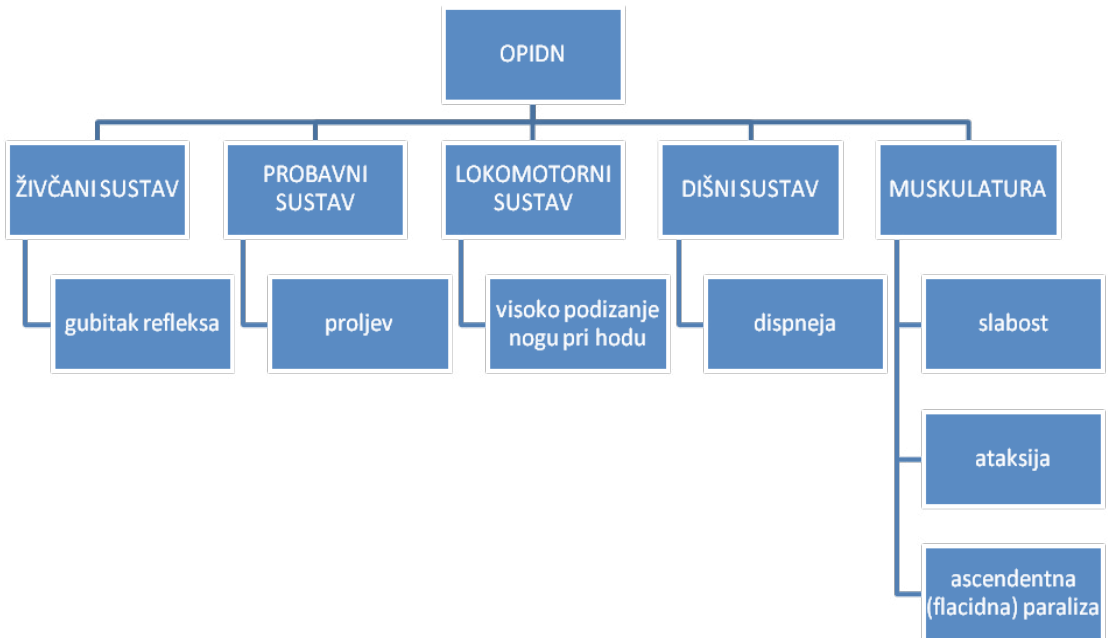 OPIDN
ŽIVČANI SUSTAV
PROBAVNI
SUSTAV
LOKOMOTORNI
SUSTAV
DIŠNI SUSTAV
MUSKULATURA
gubitak refleksa
proljev
visoko podizanje
nogu pri hodu
dispneja
slabost
ataksija
ascendentna
(flacidna) paraliza